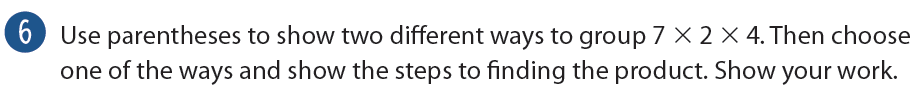 6 Use parentheses to show two different ways to group 7 × 2 × 4. Then choose
one of the ways and show the steps to finding the product. Show your work.